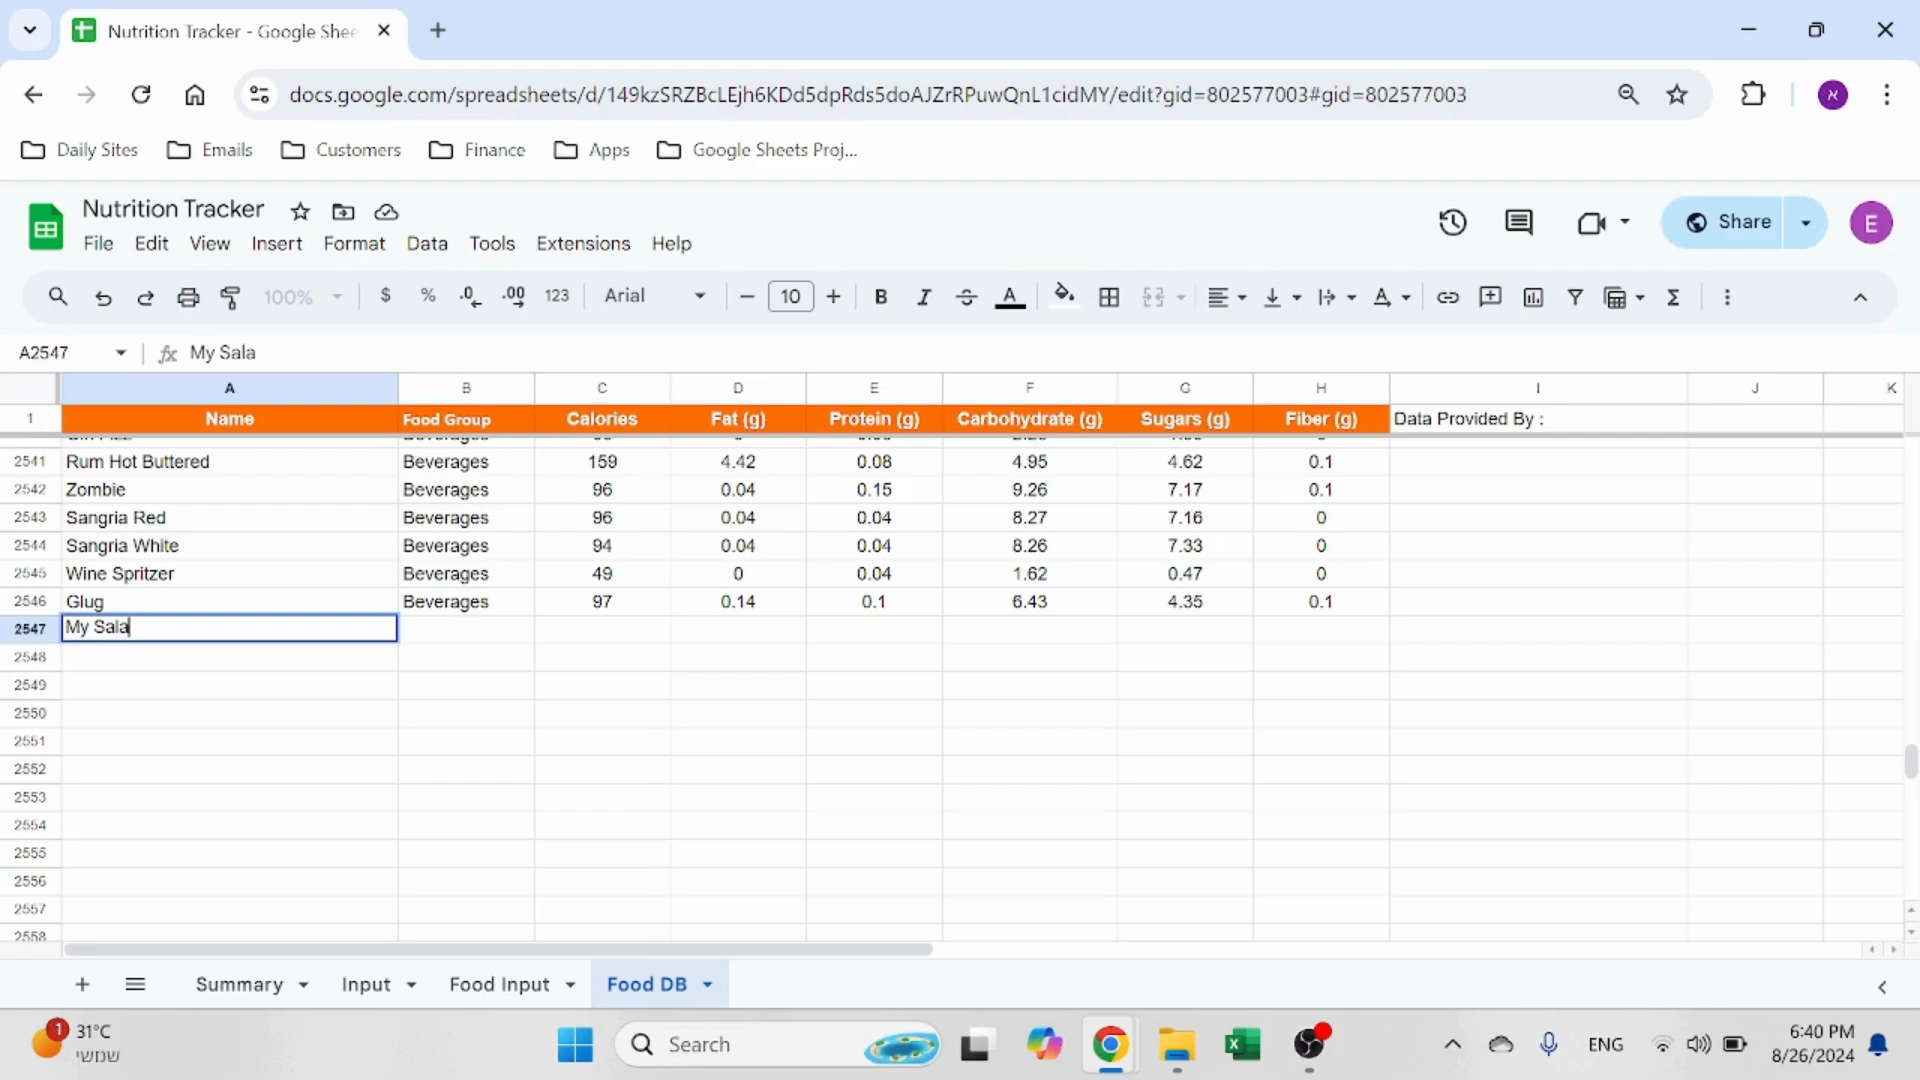 Nutrition Tracker - Google Shee
docs.google.com/spreadsheets/d/149kzSRZBcLEjh6KDd5dpRds5doAJZrRPuwQnL1cidMY/edit?gid=802577003#gid=802577003
א
Daily Sites Emails Customers Finance Apps Google Sheets Proj...
Nutrition Tracker
File Edit View Insert Format Data Tools Extensions Help
Share
E
100% $ % .0 .00 123 Arial 10 B I A A Σ
A2547 fx My Sala
A B C D E F G H I J K
1 Name Food Group Calories Fat (g) Protein (g) Carbohydrate (g) Sugars (g) Fiber (g) Data Provided By :
2541 Rum Hot Buttered Beverages 159 4.42 0.08 4.95 4.62 0.1
2542 Zombie Beverages 96 0.04 0.15 9.26 7.17 0.1
2543 Sangria Red Beverages 96 0.04 0.04 8.27 7.16 0
2544 Sangria White Beverages 94 0.04 0.04 8.26 7.33 0
2545 Wine Spritzer Beverages 49 0 0.04 1.62 0.47 0
2546 Glug Beverages 97 0.14 0.1 6.43 4.35 0.1
2547 My Sala
2548
2549
2550
2551
2552
2553
2554
2555
2556
2557
2558
Summary Input Food Input Food DB
1 31°C
שמשי
Search
ENG
6:40 PM
8/26/2024